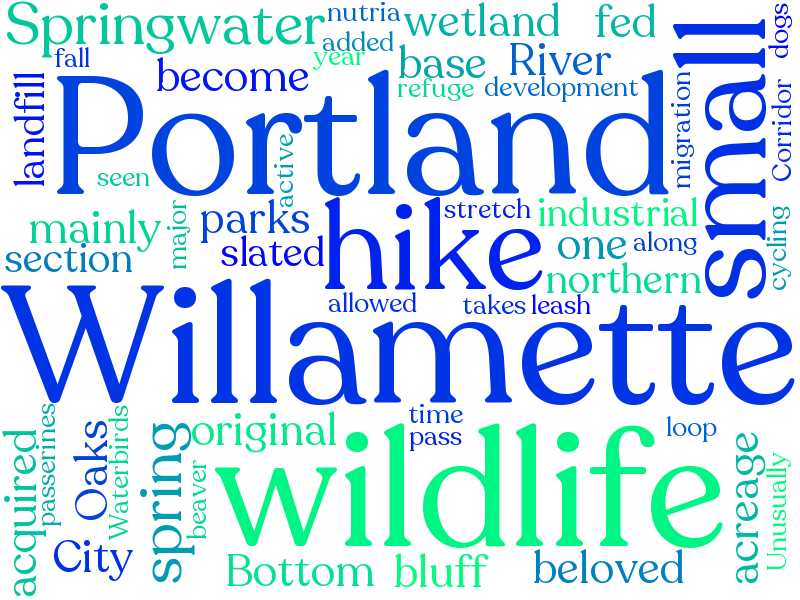 Springwater
nutria
added
wetland
fed
dogs
fall
become
year
base
River
small
landfill
refuge
development
migration
Corridor
Portland
seen
active
mainly
major
parks
hike
stretch
industrial
section
slated
one
along
cycling
northern
allowed
takes
leash
Willamette
acquired
passerines
Oaks
Waterbirds
spring
original
time
pass
loop
wildlife
beaver
acreage
Unusually
City
Bottom
bluff
beloved